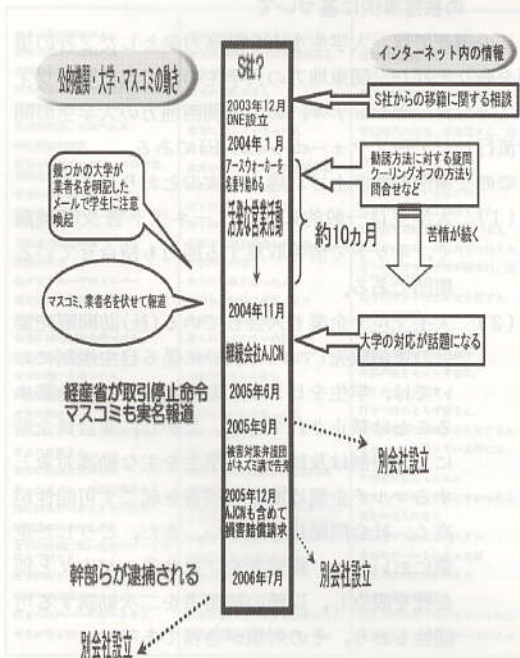 公的機関・大学・マスコミの動き
S社?
インターネット内の情報
2003年12月
ONE設立
S社からの移籍に関する相談
2004年1月
アースウォーカーを
名乗り始める
活発な営業活動
勧誘方法に対する疑問
クーリングオフの方法り
問合せなど
約10ヵ月
苦情が続く
幾つかの大学が
業者名を明記した
メールで学生に注意
喚起
マスコミ、業者名を伏せて報道
2004年11月
継続会社AJCN
大学の対応が話題になる
経産省が取引停止命令
マスコミも実名報道
2005年6月
2005年9月
被害対策弁護団
がネズミ講で告発
別会社設立
2005年12月
AJCNも含めて
損害賠償請求
別会社設立
幹部らが逮捕される
2006年7月
別会社設立